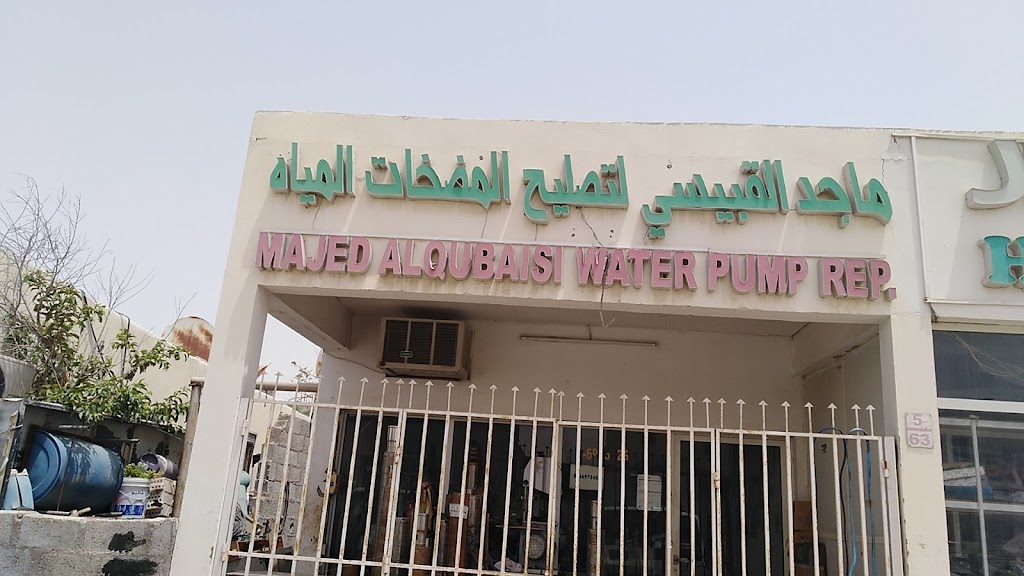 ماجد القبيسي لتصليح المضخات المياه
MAJED ALQUBAISI WATER PUMP REP.
5
63